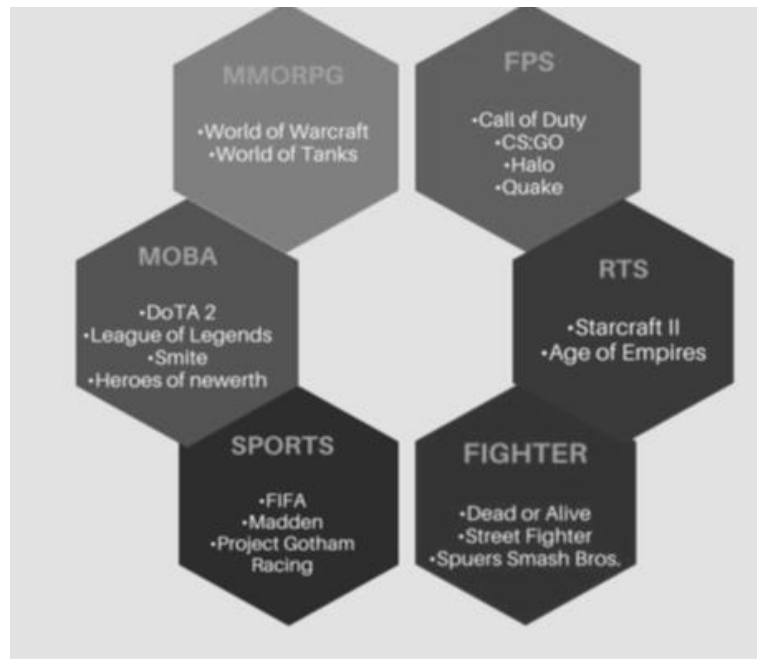 MMORPG
•World of Warcraft
•World of Tanks
FPS
•Call of Duty
•CS:GO
•Halo
•Quake
MOBA
•DoTA 2
•League of Legends
•Smite
•Heroes of newerth
RTS
•Starcraft II
•Age of Empires
SPORTS
•FIFA
•Madden
•Project Gotham
Racing
FIGHTER
•Dead or Alive
•Street Fighter
•Spuers Smash Bros.